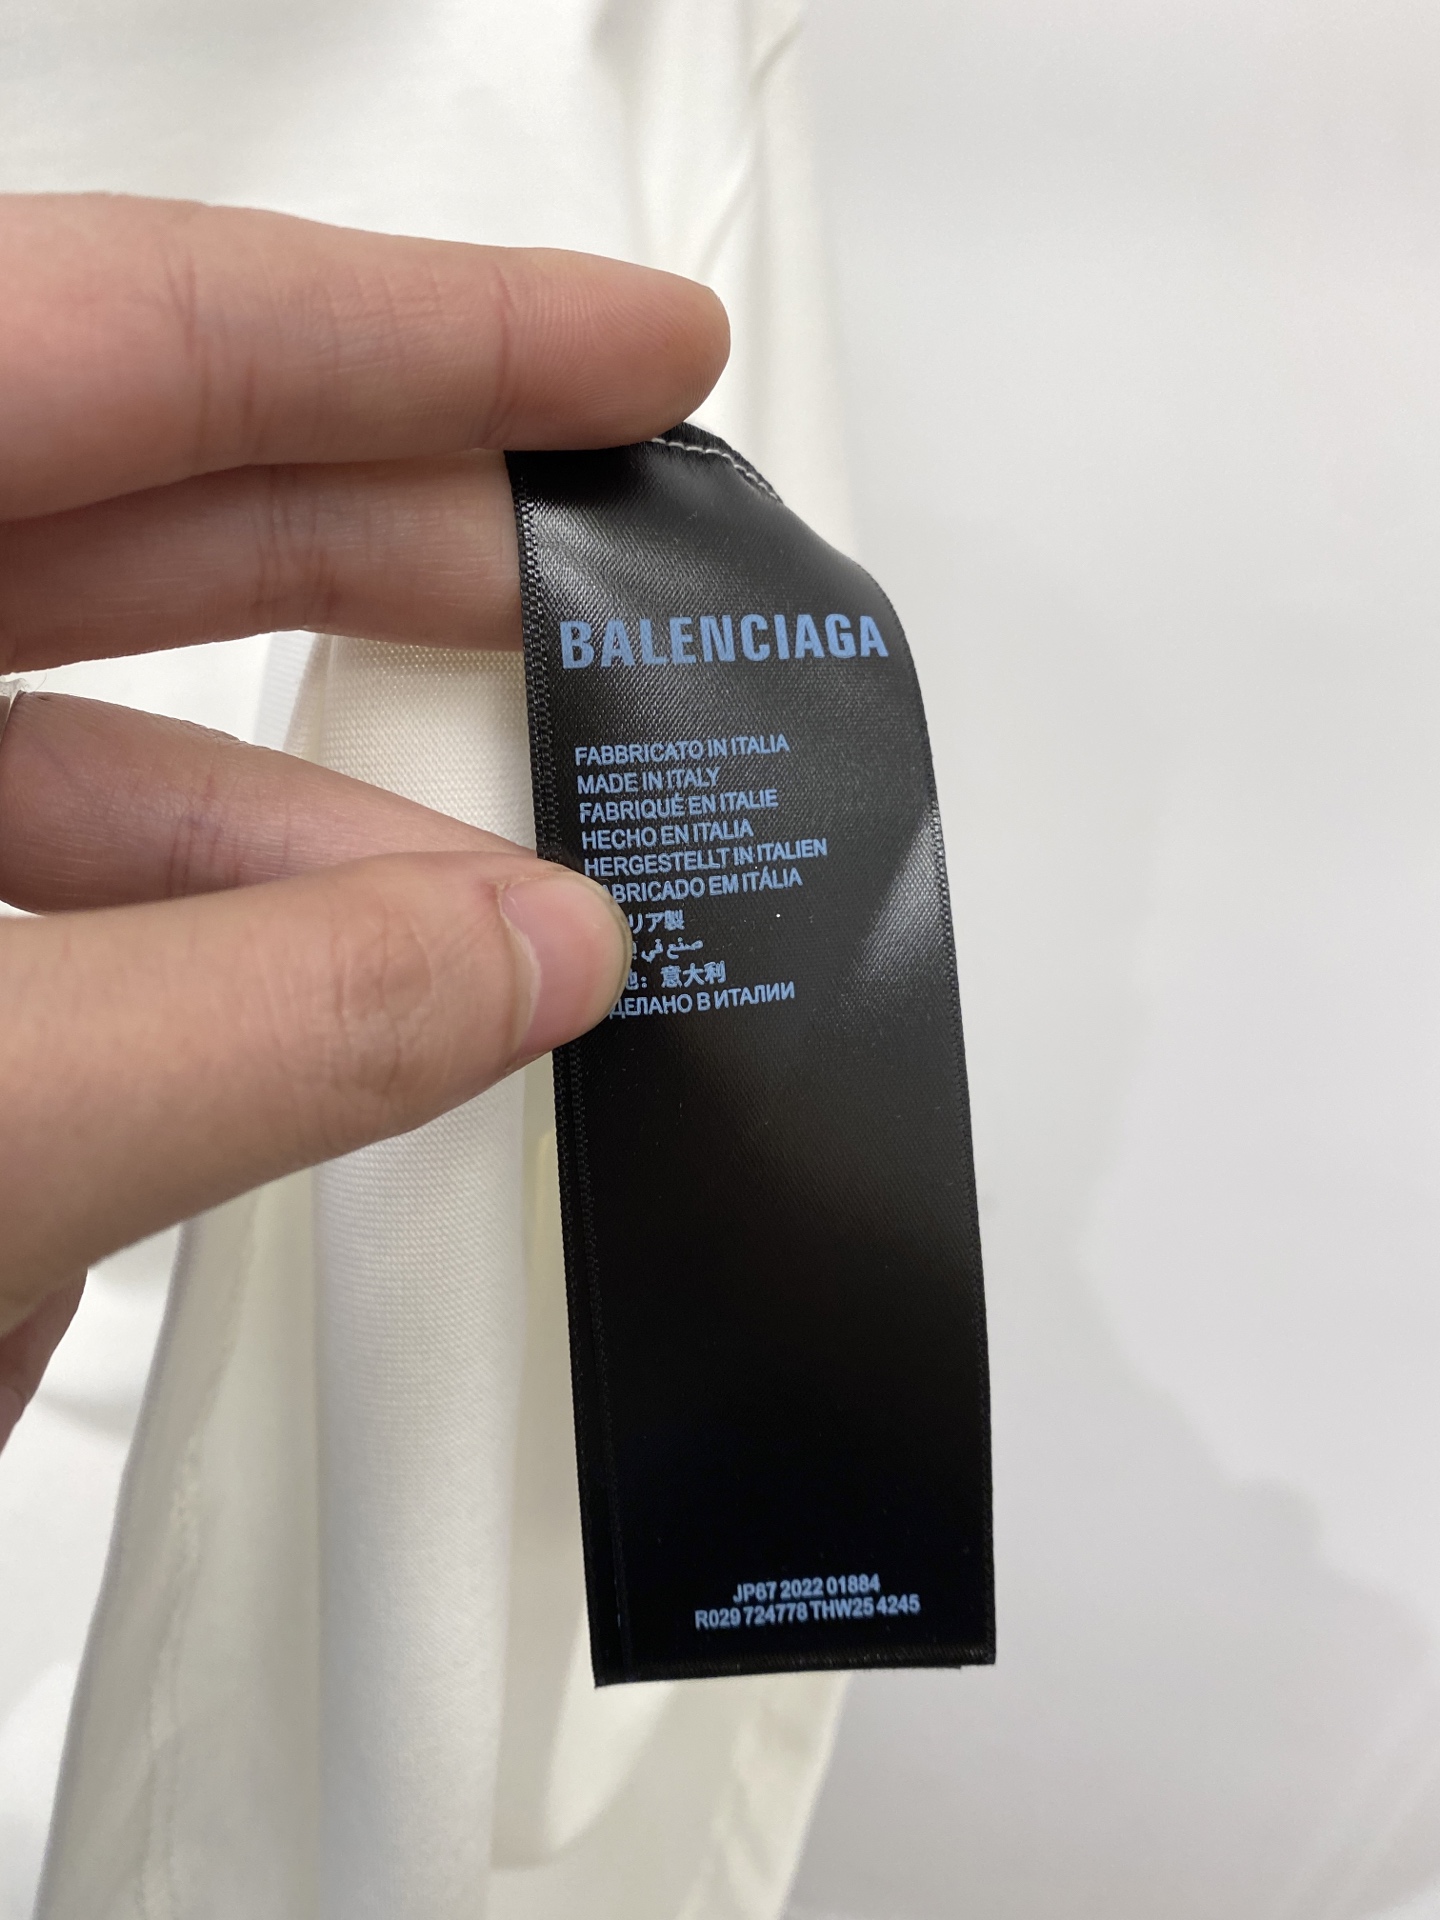 BALENCIAGA
FABBRICATO IN ITALIA
MADE IN ITALY
FABRIQUÉ EN ITALIE
HECHO EN ITALIA
HERGESTELLT IN ITALIEN
ABRICADO EM ITÁLIA
リア製
صنع في
地: 意大利
ДЕЛАНО В ИТАЛИИ
JP67 2022 01884
R029 724778 THW25 4245